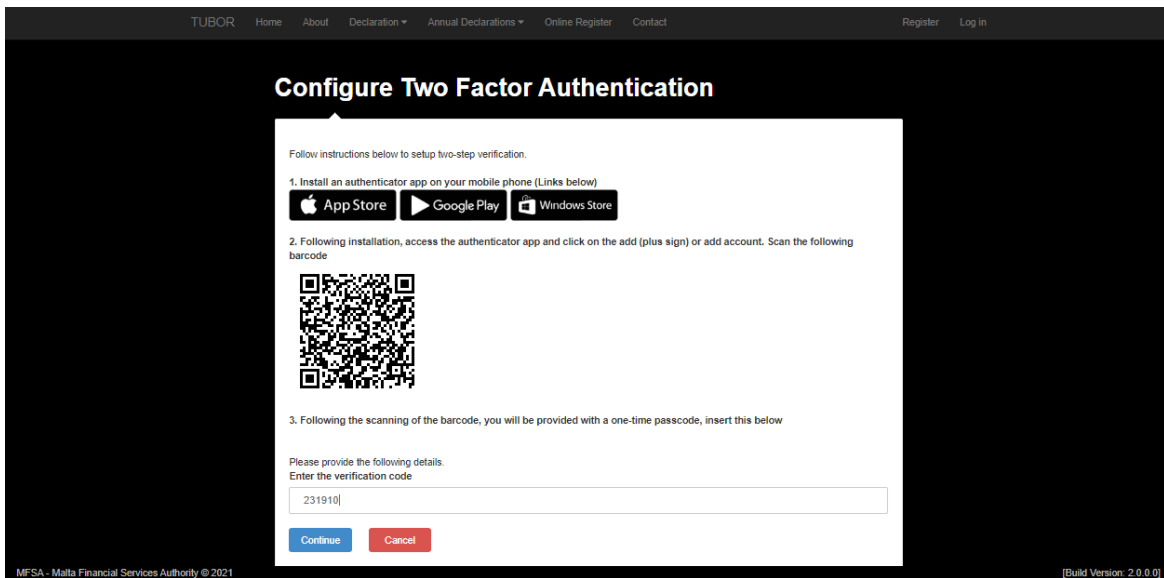 TUBOR Home About Declaration Annual Declarations Online Register Contact Register Log in
Configure Two Factor Authentication
Follow instructions below to setup two-step verification.
1. Install an authenticator app on your mobile phone (Links below)
App Store Google Play Windows Store
2. Following installation, access the authenticator app and click on the add (plus sign) or add account. Scan the following
barcode
3. Following the scanning of the barcode, you will be provided with a one-time passcode, insert this below
Please provide the following details.
Enter the verification code
231910
Continue Cancel
MFSA - Malta Financial Services Authority © 2021 [Build Version: 2.0.0.0]